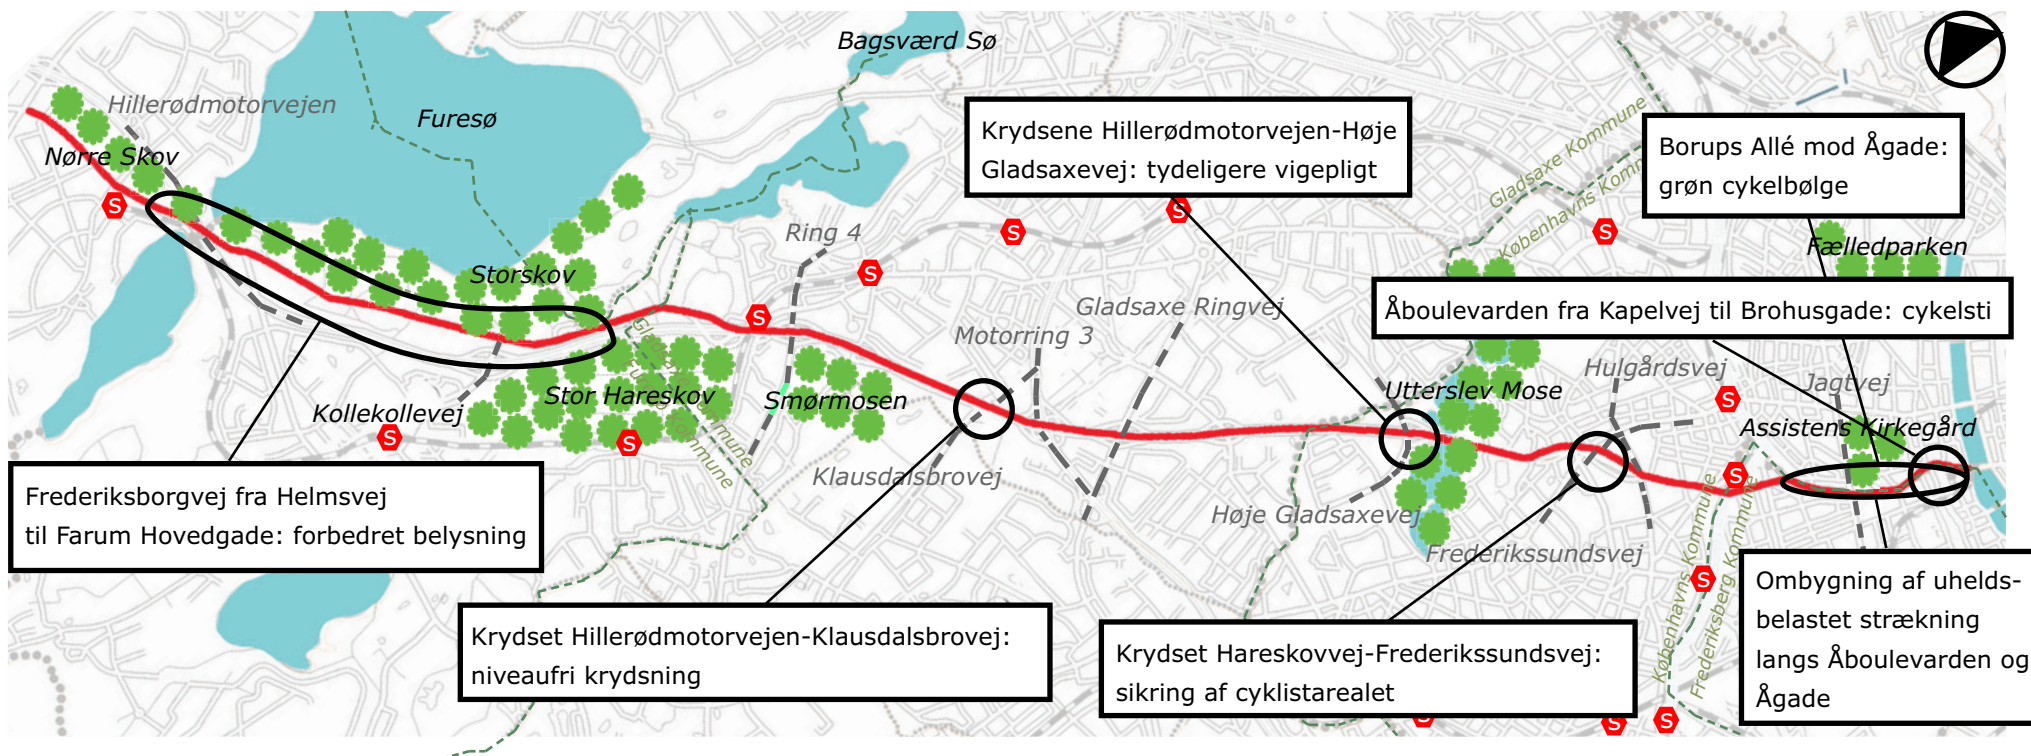 Bagsværd Sø
Hillerødmotorvejen
Furesø
Nørre Skov
Krydsene Hillerødmotorvejen-Høje
Gladsaxevej: tydeligere vigepligt
Gladsaxe Kommune
Københavns Komm
Borups Allé mod Ågade:
grøn cykelbølge
S
S
S
S
S
S
Ring 4
Storskov
Fælledparken
Gladsaxe Ringvej
Motorring 3
Åboulevarden fra Kapelvej til Brohusgade: cykelsti
Hulgårdsvej
Jagtvej
Utterslev Mose
Kollekollevej
Stor Hareskov
Smørmosen
Assistens Kirkegård
S
S
S
S
Klausdalsbrovej
Høje Gladsaxevej
Frederikssundsvej
Frederiksborgvej fra Helmsvej
til Farum Hovedgade: forbedret belysning
Københavns Kommune
Frederiksberg Kommune
S
Ombygning af uhelds-
belastet strækning
langs Åboulevarden og
Ågade
Krydset Hillerødmotorvejen-Klausdalsbrovej:
niveaufri krydsning
Krydset Hareskovvej-Frederikssundsvej:
sikring af cyklistarealet
S
S
S